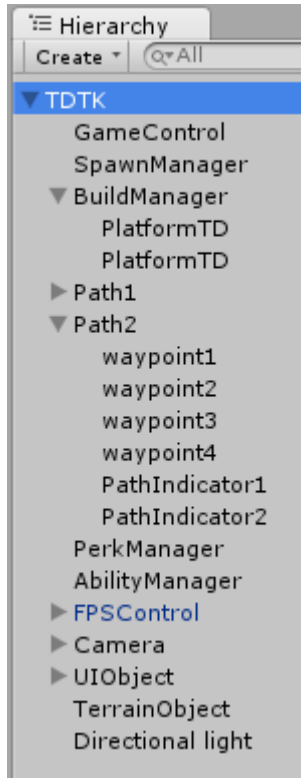 Hierarchy
Create All
TDTK
GameControl
SpawnManager
BuildManager
PlatformTD
PlatformTD
Path1
Path2
waypoint1
waypoint2
waypoint3
waypoint4
PathIndicator1
PathIndicator2
PerkManager
AbilityManager
FPSControl
Camera
UIObject
TerrainObject
Directional light